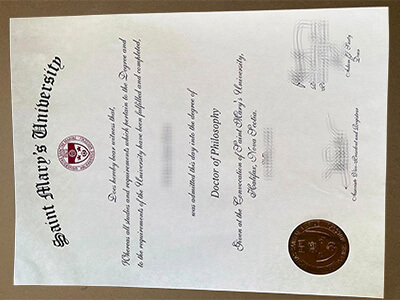 Saint Mary's University
Does hereby bear witness that,
Whereas all studies and requirements which pertain to the Degree and
to the requirements of the University have been fulfilled and completed,
was admitted this day into the degree of
Doctor of Philosophy
Given at the Convocation of Saint Mary's University,
Halifax, Nova Scotia.
Dean